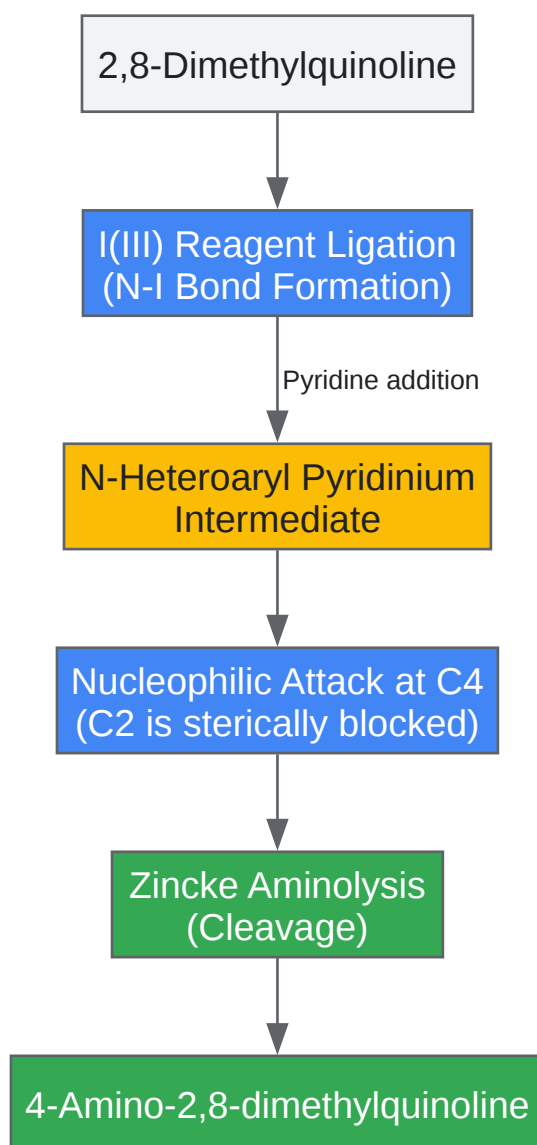 2,8-Dimethylquinoline
I(III) Reagent Ligation
(N-I Bond Formation)
Pyridine addition
N-Heteroaryl Pyridinium
Intermediate
Nucleophilic Attack at C4
(C2 is sterically blocked)
Zincke Aminolysis
(Cleavage)
4-Amino-2,8-dimethylquinoline